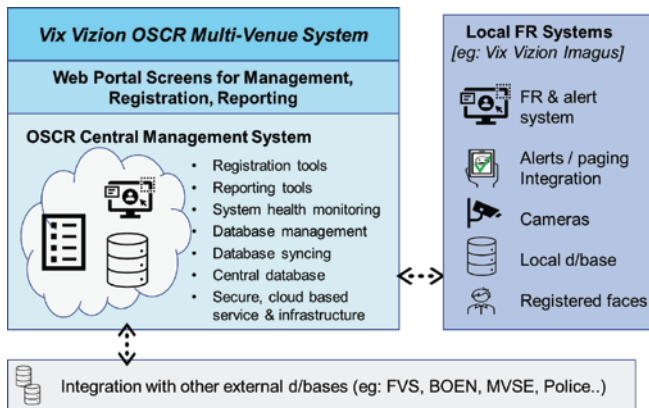 Vix Vizion OSCR Multi-Venue System
Web Portal Screens for Management,
Registration, Reporting
OSCR Central Management System
• Registration tools
• Reporting tools
• System health monitoring
• Database management
• Database syncing
• Central database
• Secure, cloud based
service & infrastructure
Local FR Systems
[eg: Vix Vizion Imagus]
FR & alert
system
Alerts / paging
Integration
Cameras
Local d/base
Registered faces
Integration with other external d/bases (eg: FVS, BOEN, MVSE, Police..)